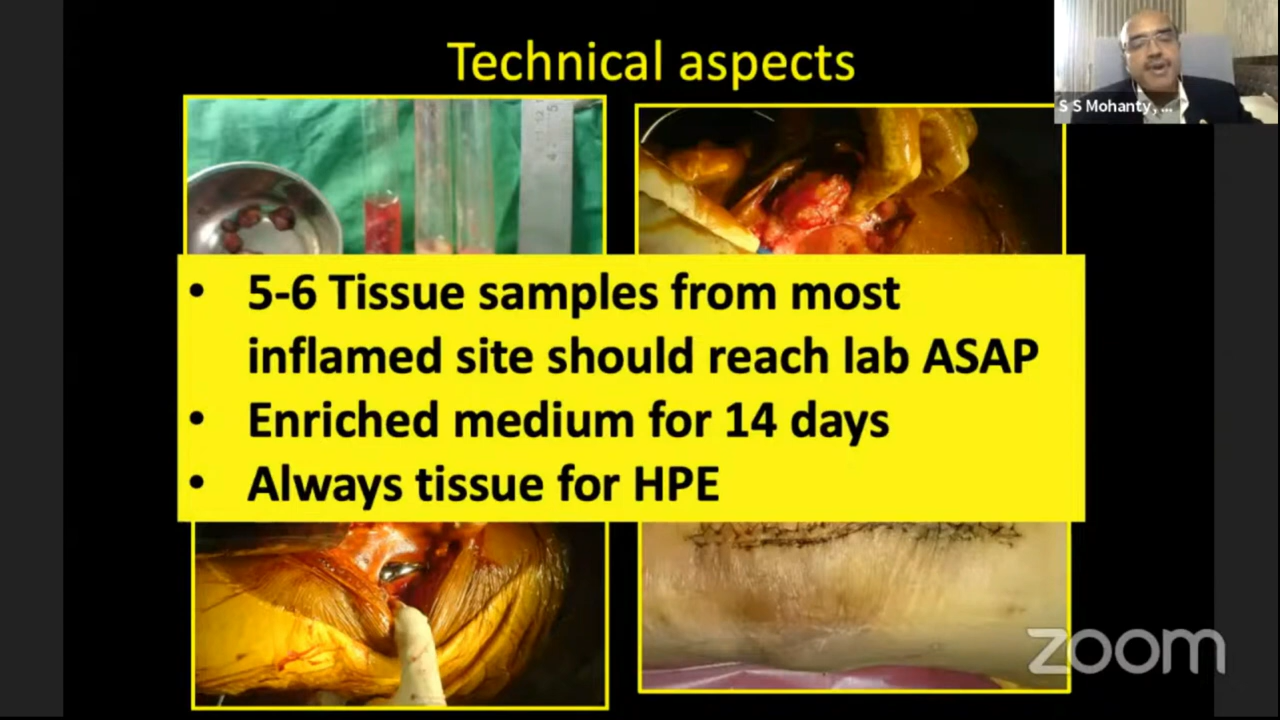 Technical aspects
S S Mohanty, ...
• 5-6 Tissue samples from most
inflamed site should reach lab ASAP
• Enriched medium for 14 days
• Always tissue for HPE
zoom